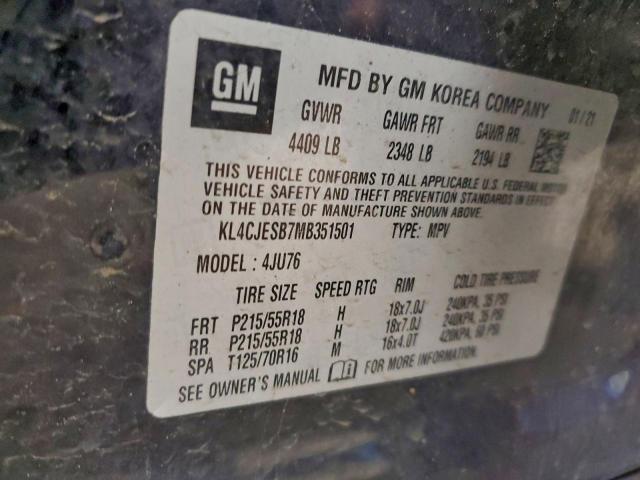 GM
MFD BY GM KOREA COMPANY 01/21
GVWR GAWR FRT GAWR RR
4409 LB 2348 LB 2194 LB
THIS VEHICLE CONFORMS TO ALL APPLICABLE U.S. FEDERAL MOTOR
VEHICLE SAFETY AND THEFT PREVENTION STANDARDS IN EFFECT
ON THE DATE OF MANUFACTURE SHOWN ABOVE.
KL4CJESB7MB351501 TYPE: MPV
MODEL: 4JU76
TIRE SIZE SPEED RTG RIM COLD TIRE PRESSURE
FRT P215/55R18 H 18x7.0J 240KPA, 35 PSI
RR P215/55R18 H 18x7.0J 240KPA, 35 PSI
SPA T125/70R16 M 16x4.0T 420KPA, 60 PSI
SEE OWNER'S MANUAL FOR MORE INFORMATION.